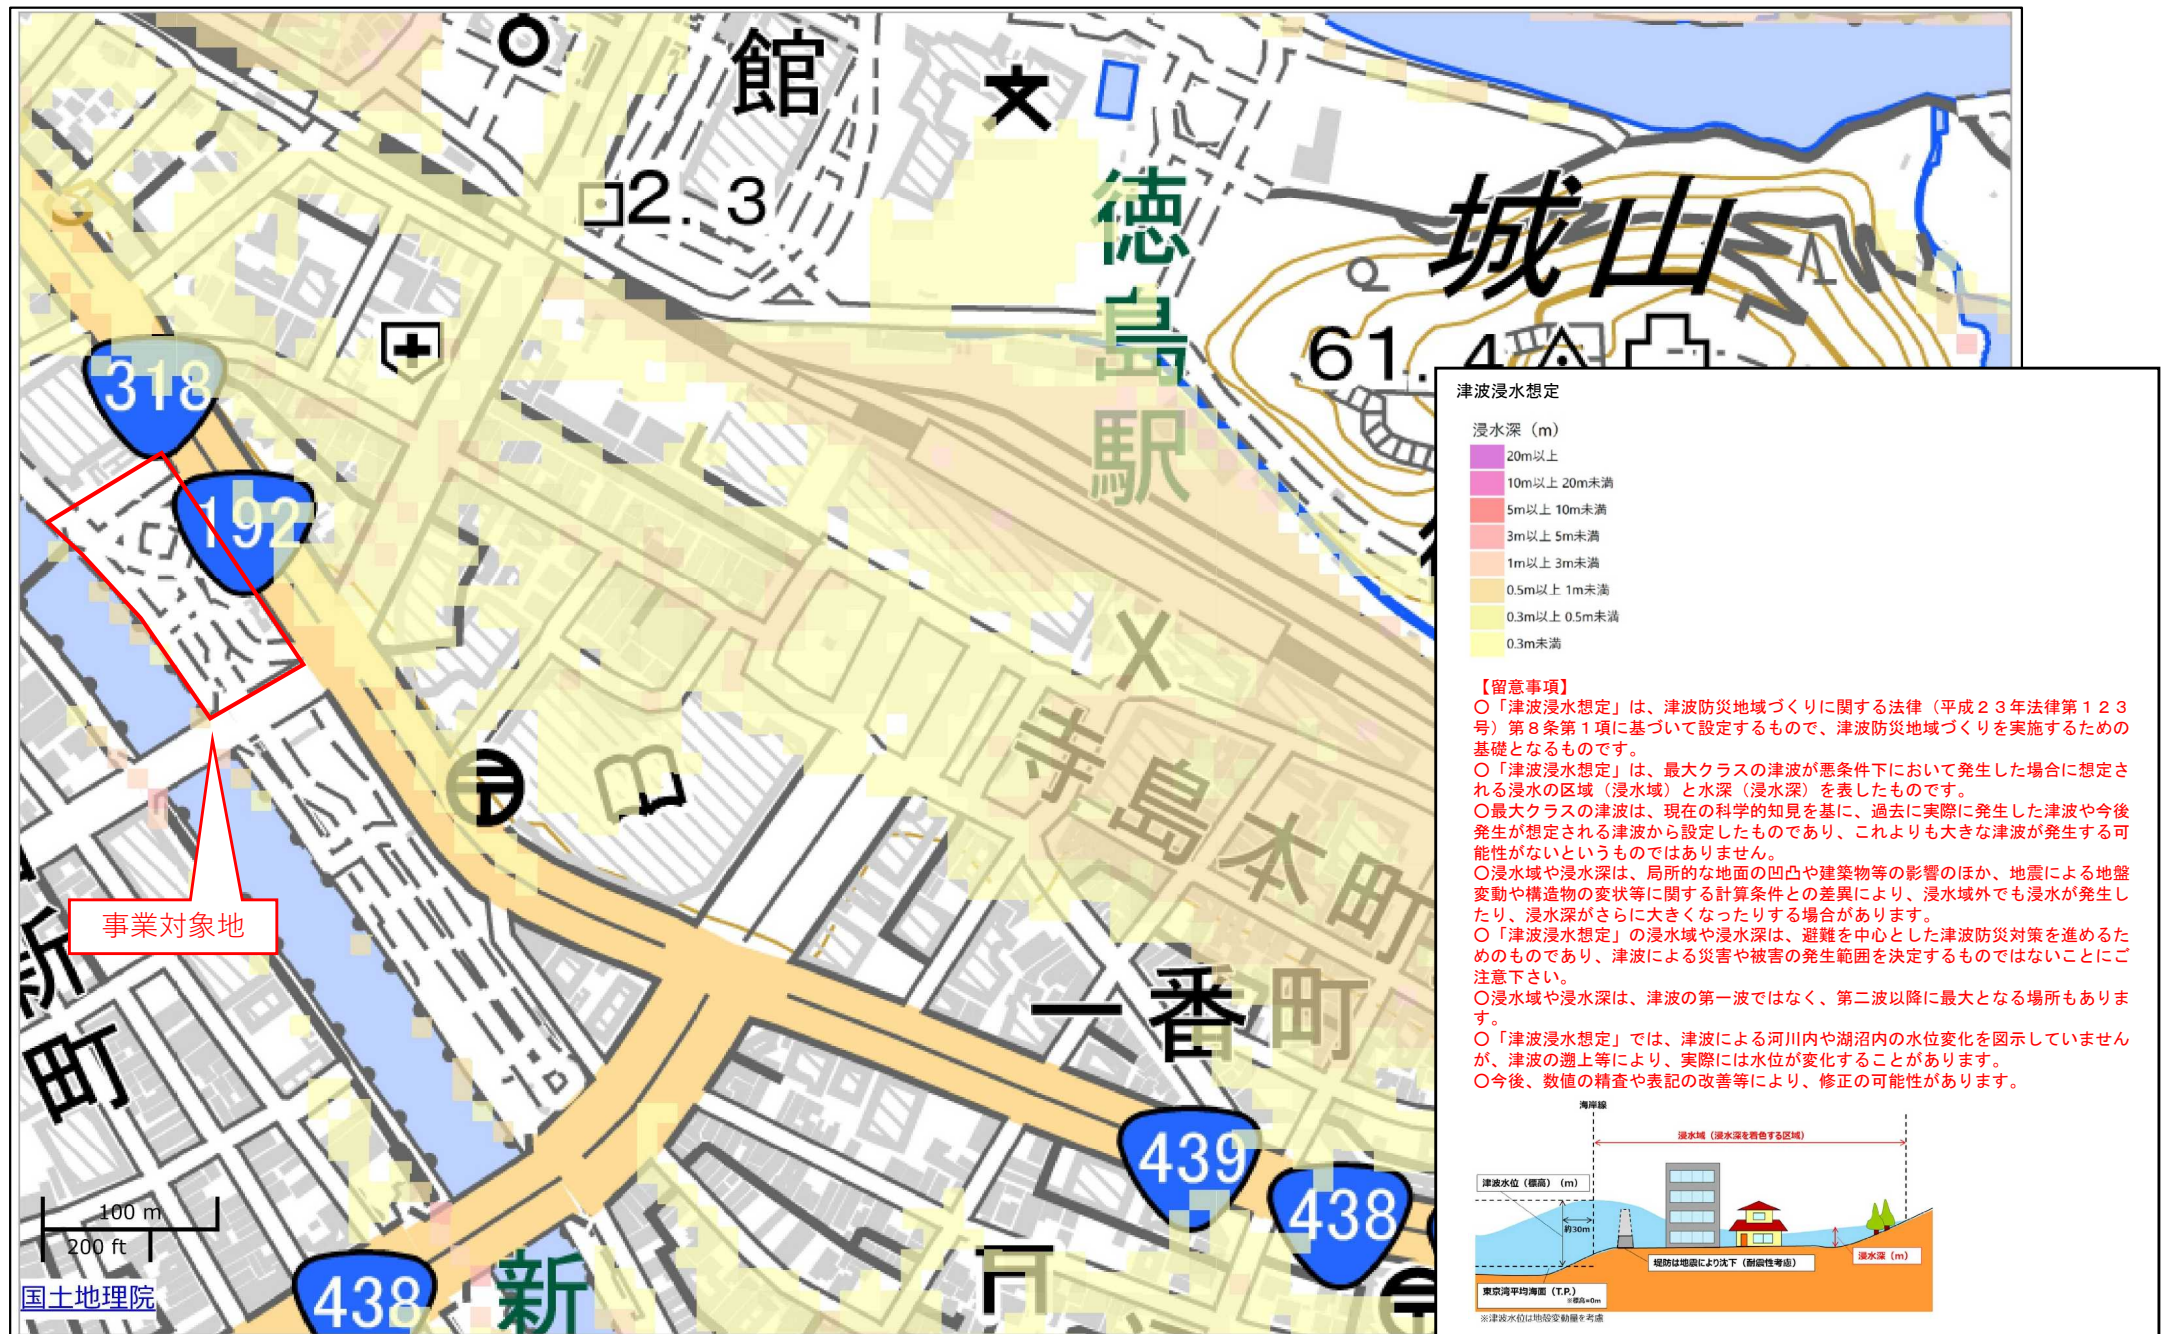 館
2.3
徳島駅
城山
61.4
318
192
寺島本町
一番町
新町
事業対象地
439
438
438
新
100 m
200 ft
国土地理院
津波浸水想定
浸水深（m）
20m以上
10m以上 20m未満
5m以上 10m未満
3m以上 5m未満
1m以上 3m未満
0.5m以上 1m未満
0.3m以上 0.5m未満
0.3m未満
【留意事項】
○「津波浸水想定」は、津波防災地域づくりに関する法律（平成２３年法律第１２３
号）第８条第１項に基づいて設定するもので、津波防災地域づくりを実施するための
基礎となるものです。
○「津波浸水想定」は、最大クラスの津波が悪条件下において発生した場合に想定さ
れる浸水の区域（浸水域）と水深（浸水深）を表したものです。
○最大クラスの津波は、現在の科学的知見を基に、過去に実際に発生した津波や今後
発生が想定される津波から設定したものであり、これよりも大きな津波が発生する可
能性がないというものではありません。
○浸水域や浸水深は、局所的な地面の凹凸や建築物等の影響のほか、地震による地盤
変動や構造物の変状等に関する計算条件との差異により、浸水域外でも浸水が発生し
たり、浸水深がさらに大きくなったりする場合があります。
○「津波浸水想定」の浸水域や浸水深は、避難を中心とした津波防災対策を進めるた
めのものであり、津波による災害や被害の発生範囲を決定するものではないことにご
注意下さい。
○浸水域や浸水深は、津波の第一波ではなく、第二波以降に最大となる場所もありま
す。
○「津波浸水想定」では、津波による河川内や湖沼内の水位変化を図示していません
が、津波の遡上等により、実際には水位が変化することがあります。
○今後、数値の精査や表記の改善等により、修正の可能性があります。
海岸線
浸水域（浸水深を着色する区域）
津波水位（標高）（m）
約30m
堤防は地震により沈下（耐震性考慮）
浸水深（m）
東京湾平均海面（T.P.）
※標高=0m
※津波水位は地殻変動量を考慮